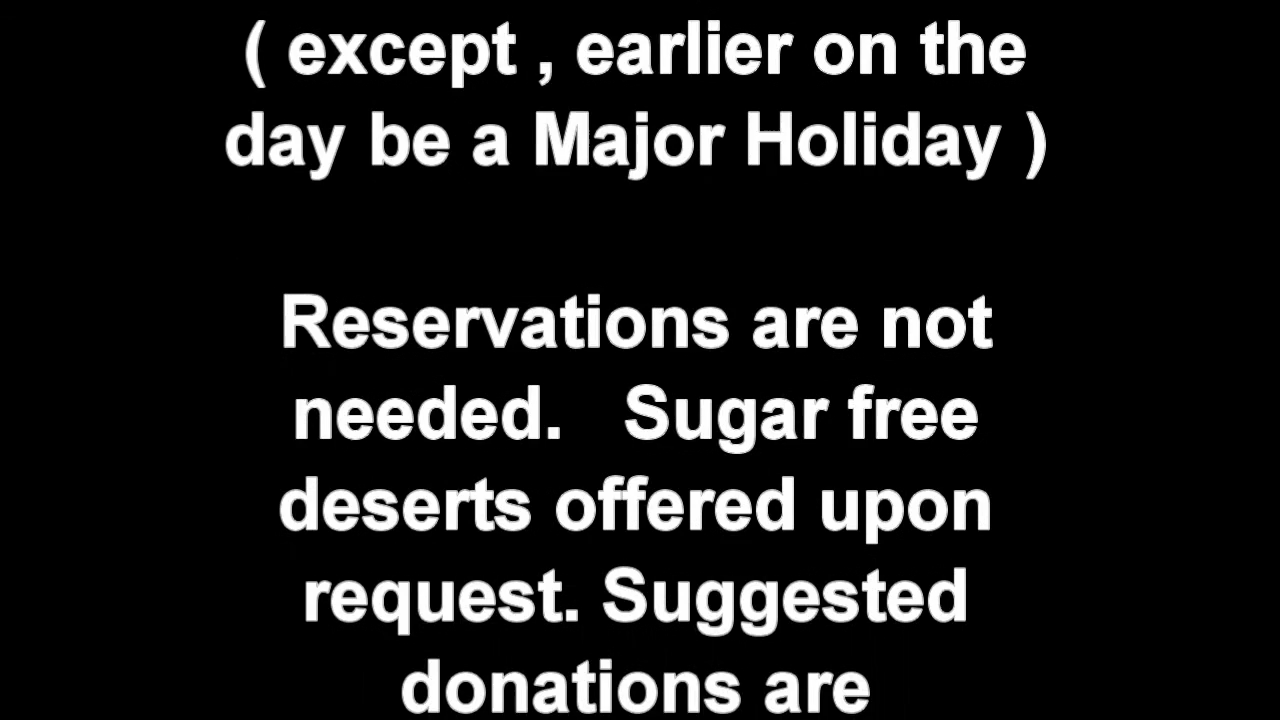 ( except , earlier on the
day be a Major Holiday )
Reservations are not
needed.   Sugar free
deserts offered upon
request. Suggested
donations are